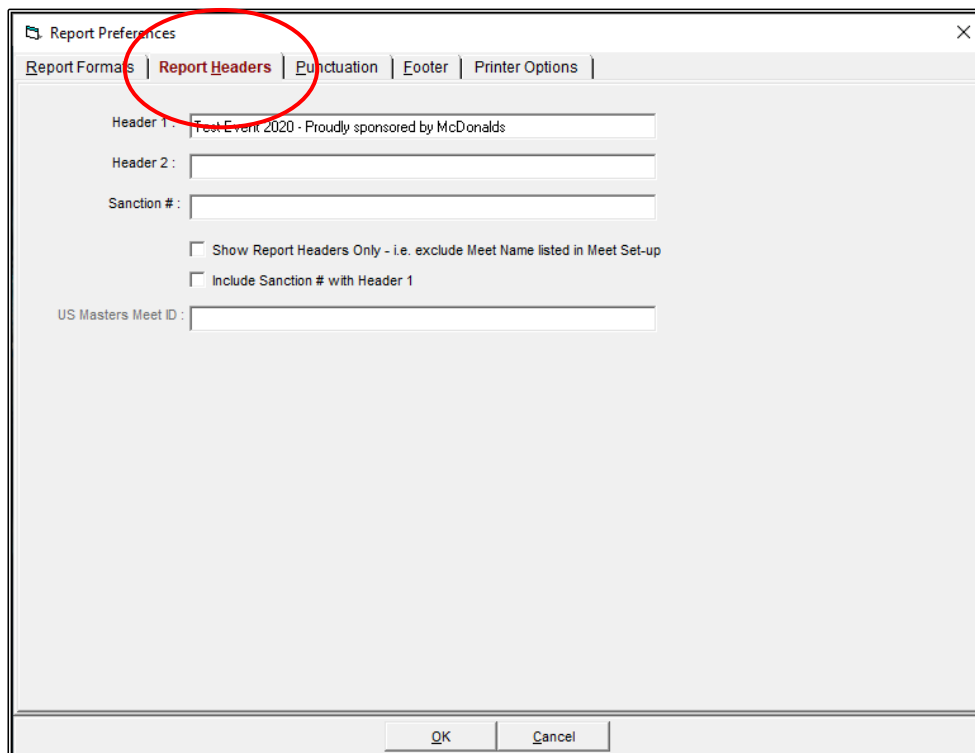 Report Preferences
Report Formats Report Headers Punctuation Footer Printer Options
Header 1 : Test Event 2020 - Proudly sponsored by McDonalds
Header 2 :
Sanction # :
Show Report Headers Only - i.e. exclude Meet Name listed in Meet Set-up
Include Sanction # with Header 1
US Masters Meet ID :
OK Cancel